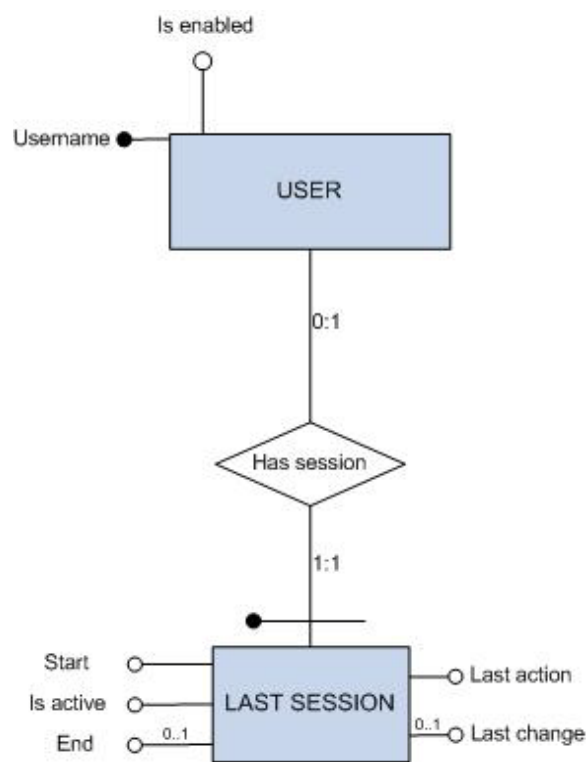 Is enabled
Username
USER
0:1
Has session
1:1
Start
Last action
Is active
LAST SESSION
End
0..1
0..1
Last change